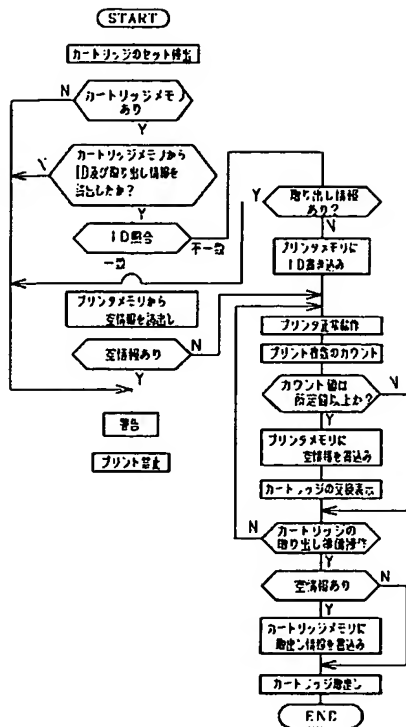 START
カートリッジのセット検出
カートリッジメモリ
あり
N
Y
カートリッジメモリから
ID及び取り出し情報を
読出したか?
Y
ID照合
不一致
一致
プリンタメモリから
空情報を読出し
空情報あり
N
Y
警告
プリント禁止
Y
取り出し情報
あり?
N
プリンタメモリに
ID書き込み
プリンタ正常動作
プリント枚数のカウント
カウント値は
所定値以上か?
N
Y
プリンタメモリに
空情報を書込み
カートリッジの交換表示
N
カートリッジの
取り出し準備操作
Y
空情報あり
N
Y
カートリッジメモリに
取出し情報を書込み
カートリッジ取出し
END